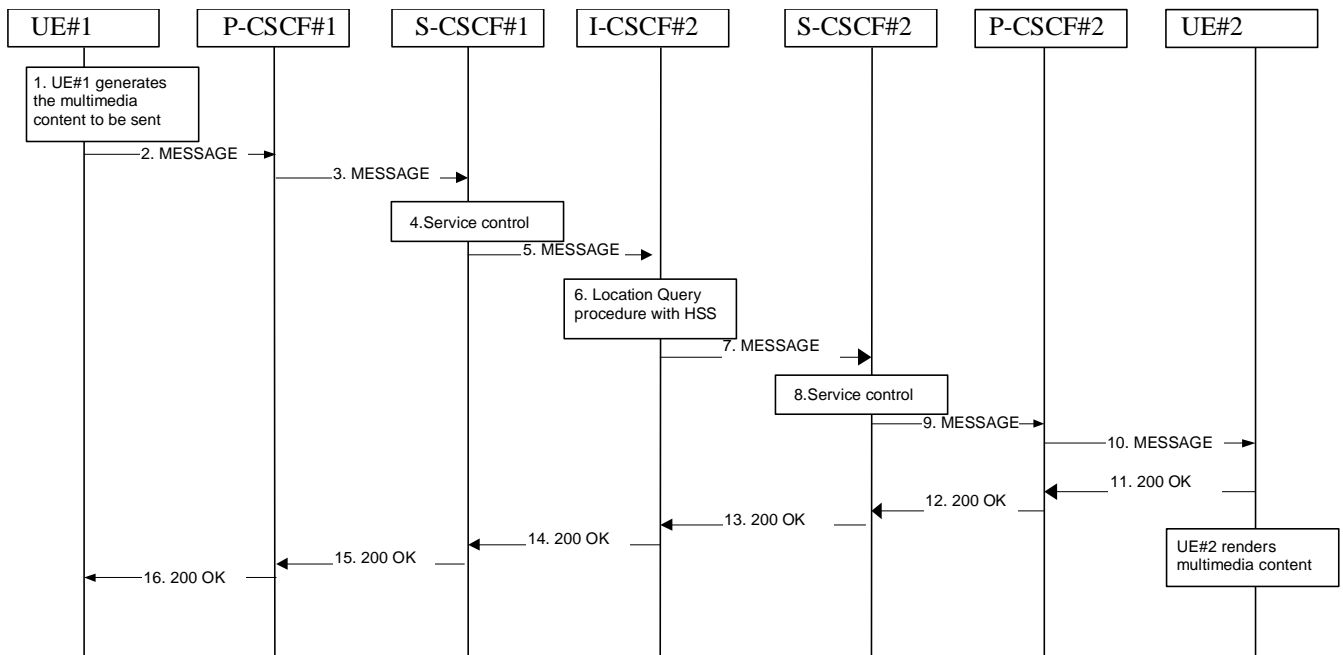 UE#1
P-CSCF#1
S-CSCF#1
I-CSCF#2
S-CSCF#2
P-CSCF#2
UE#2
1. UE#1 generates
the multimedia
content to be sent
2. MESSAGE
3. MESSAGE
4.Service control
5. MESSAGE
6. Location Query
procedure with HSS
7. MESSAGE
8.Service control
9. MESSAGE
10. MESSAGE
11. 200 OK
12. 200 OK
13. 200 OK
14. 200 OK
15. 200 OK
16. 200 OK
UE#2 renders
multimedia content